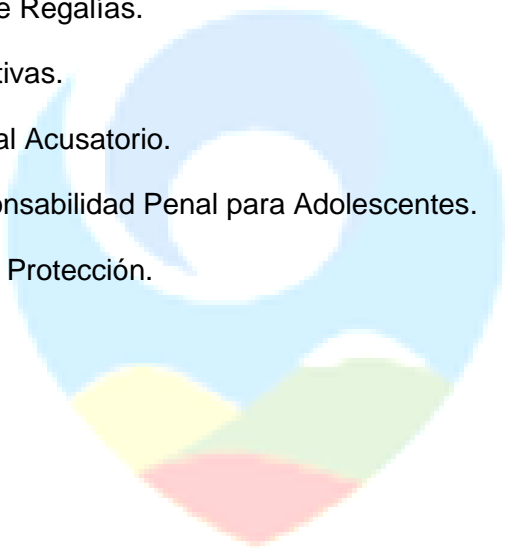 e Regalías.
tivas.
al Acusatorio.
onsabilidad Penal para Adolescentes.
Protección.